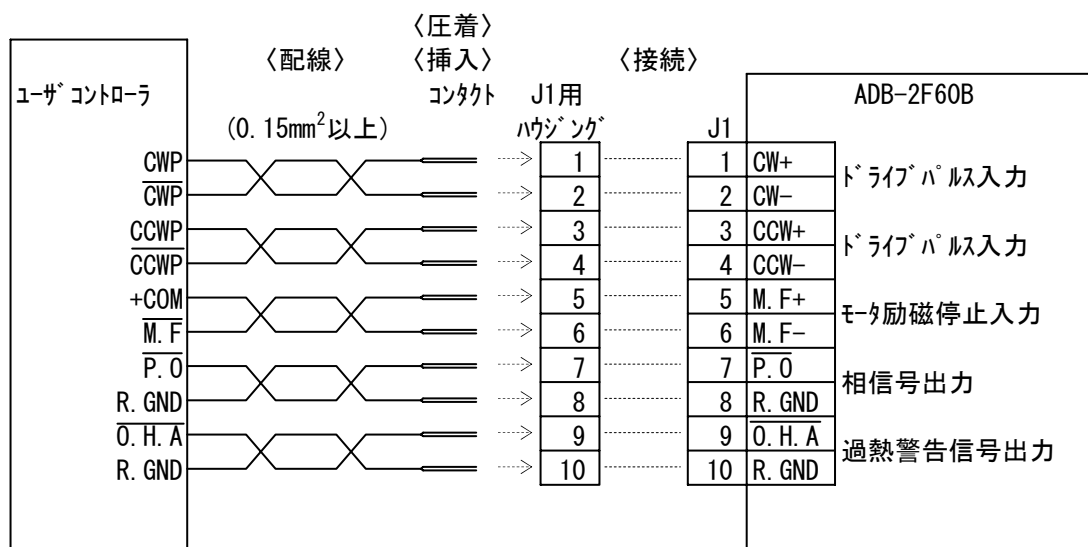 〈圧着〉
〈配線〉 〈挿入〉 〈接続〉
ﾕｰｻﾞｺﾝﾄﾛｰﾗ ｺﾝﾀｸﾄ J1用 ADB-2F60B
(0.15mm²以上) ﾊｳｼﾞﾝｸﾞ J1
CWP 1 1 CW+
C̅W̅P̅ 2 2 CW-
ﾄﾞﾗｲﾌﾞﾊﾟﾙｽ入力
CCWP 3 3 CCW+
C̅C̅W̅P̅ 4 4 CCW-
ﾄﾞﾗｲﾌﾞﾊﾟﾙｽ入力
+COM 5 5 M.F+
M̅.̅F̅ 6 6 M.F-
ﾓｰﾀ励磁停止入力
P̅.̅O̅ 7 7 P̅.̅O̅
R.GND 8 8 R.GND
相信号出力
O̅.̅H̅.̅A̅ 9 9 O̅.̅H̅.̅A̅
R.GND 10 10 R.GND
過熱警告信号出力